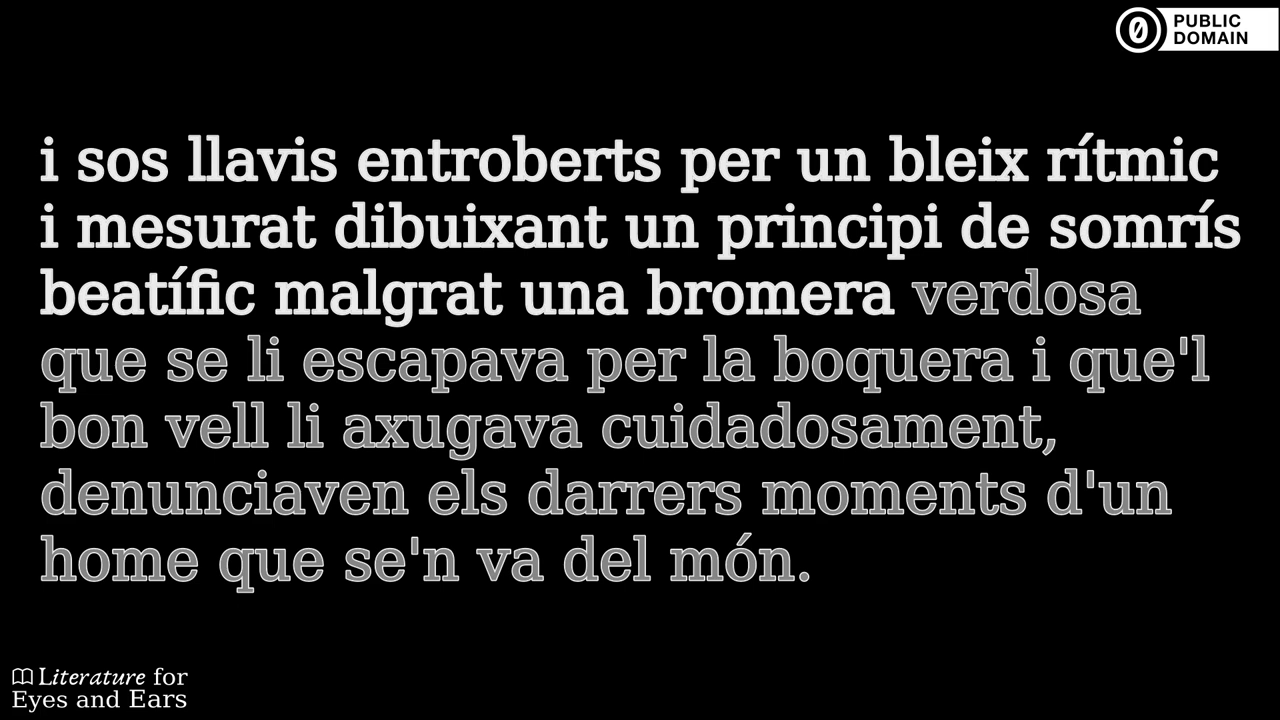 PUBLIC
DOMAIN
i sos llavis entroberts per un bleix rítmic
i mesurat dibuixant un principi de somrís
beatífic malgrat una bromera verdosa
que se li escapava per la boquera i que'l
bon vell li axugava cuidadosament,
denunciaven els darrers moments d'un
home que se'n va del món.
Literature for
Eyes and Ears